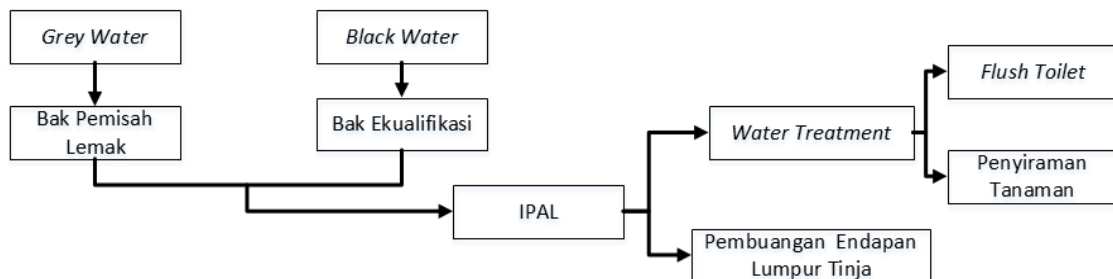 Grey Water
Black Water
Flush Toilet
Bak Pemisah
Lemak
Bak Ekualifikasi
Water Treatment
Penyiraman
Tanaman
IPAL
Pembuangan Endapan
Lumpur Tinja